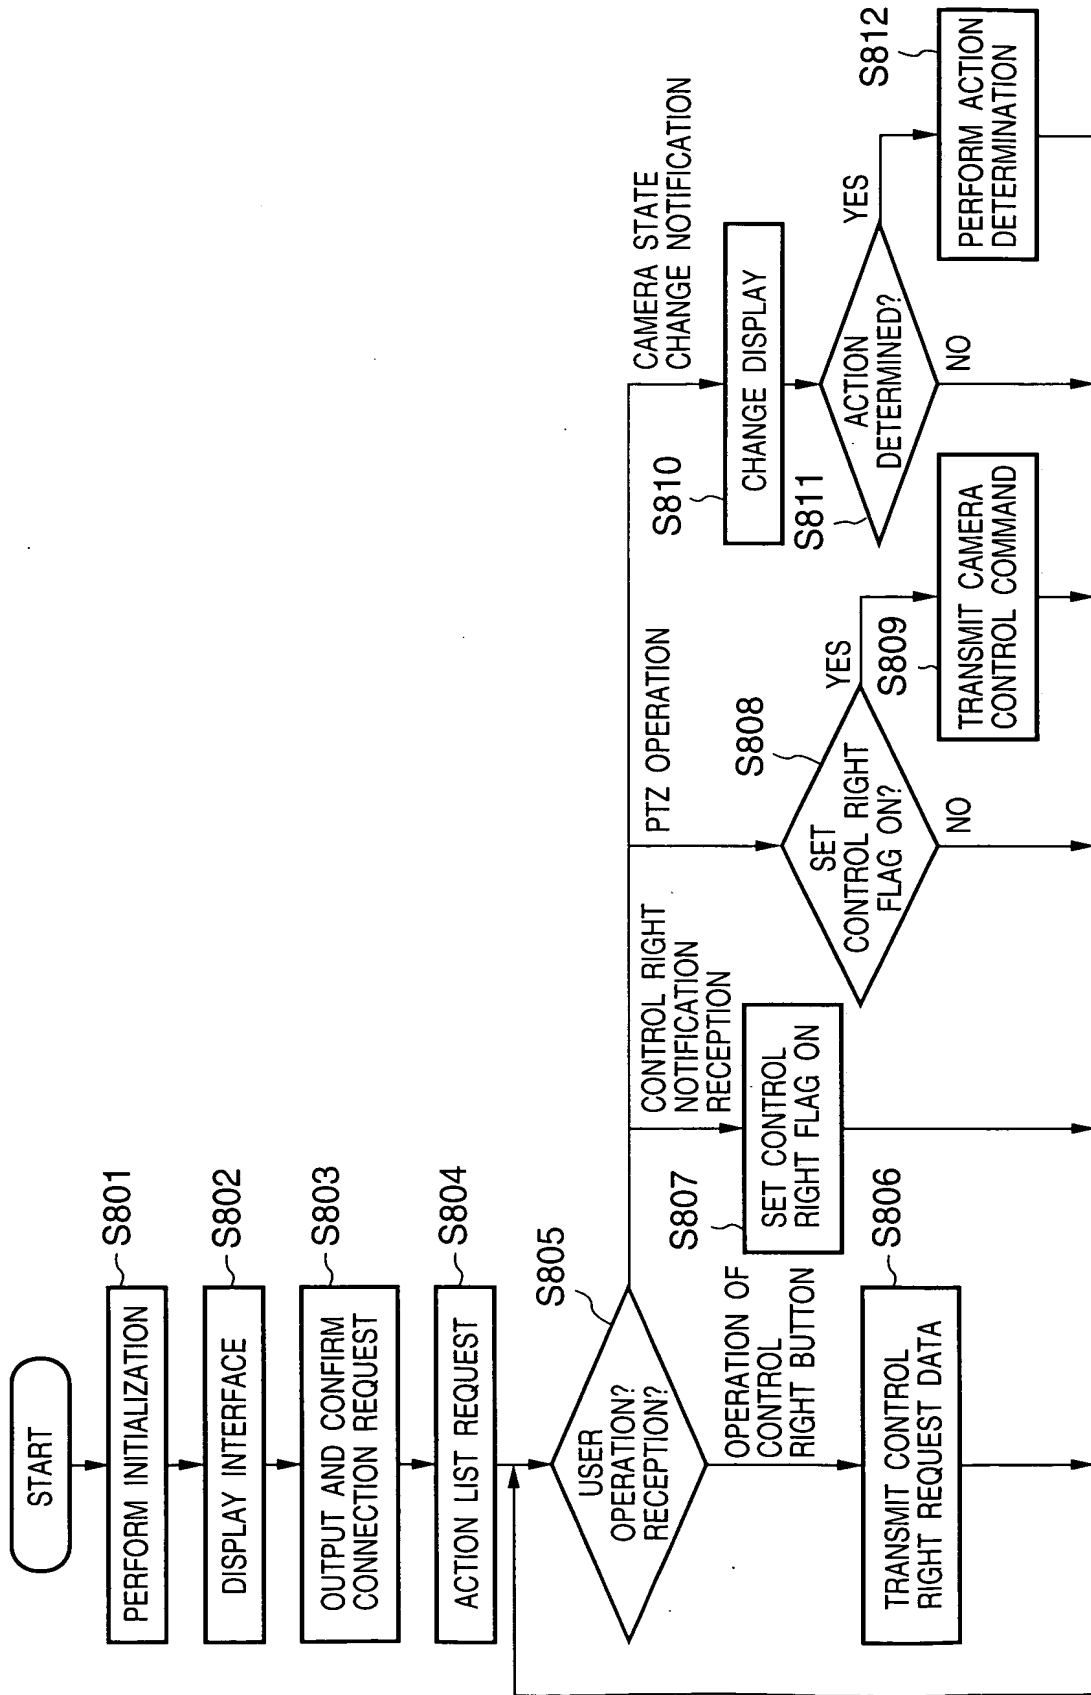 START
PERFORM INITIALIZATION
S801
DISPLAY INTERFACE
S802
OUTPUT AND CONFIRM
CONNECTION REQUEST
S803
ACTION LIST REQUEST
S804
USER
OPERATION?
RECEPTION?
S805
OPERATION OF
CONTROL
RIGHT BUTTON
TRANSMIT CONTROL
RIGHT REQUEST DATA
S806
CONTROL RIGHT
NOTIFICATION
RECEPTION
S807
SET CONTROL
RIGHT FLAG ON
PTZ OPERATION
S808
SET
CONTROL RIGHT
FLAG ON?
YES
NO
S809
TRANSMIT CAMERA
CONTROL COMMAND
CAMERA STATE
CHANGE NOTIFICATION
S810
CHANGE DISPLAY
S811
ACTION
DETERMINED?
YES
NO
S812
PERFORM ACTION
DETERMINATION